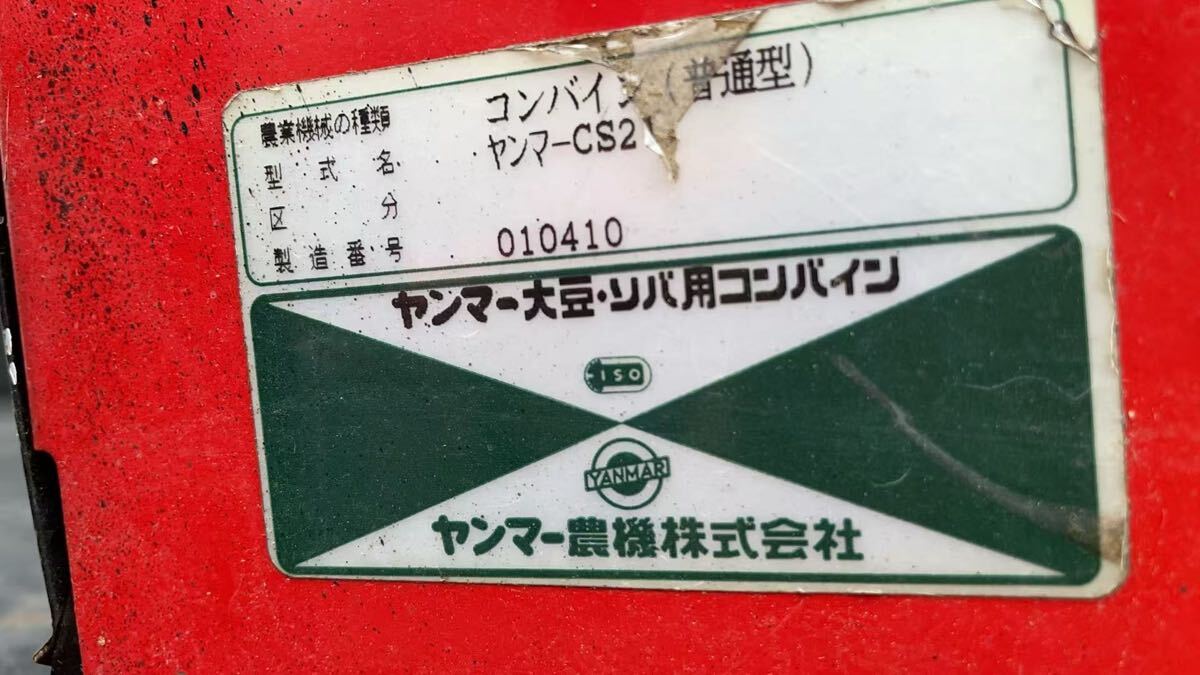 農業機械の種類 コンバイン(普通型)
型式名 ヤンマーCS2
区分
製造番号 010410
ヤンマー大豆・ソバ用コンバイン
ISO
YANMAR
ヤンマー農機株式会社